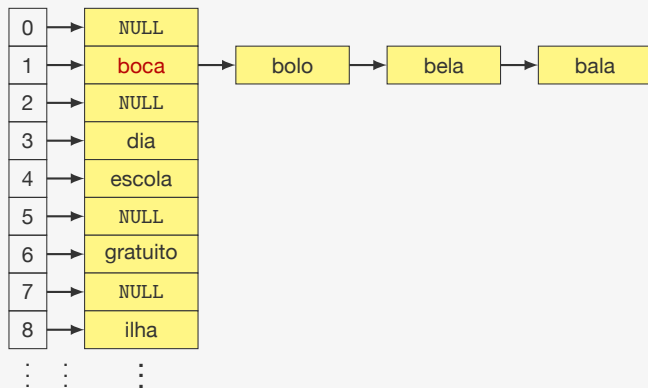 0 NULL
1 boca bolo bela bala
2 NULL
3 dia
4 escola
5 NULL
6 gratuito
7 NULL
8 ilha
⋮ ⋮ ⋮